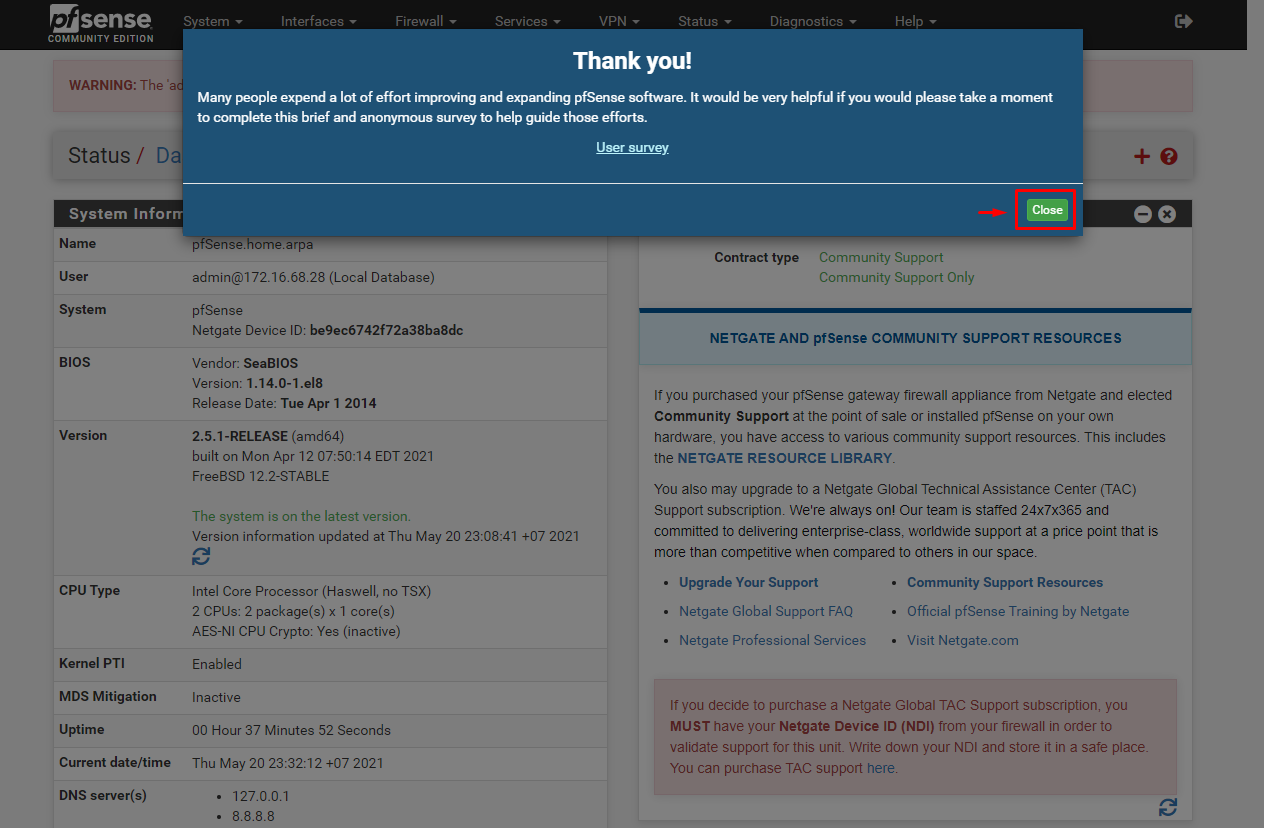 pfsense
COMMUNITY EDITION
System
Interfaces
Firewall
Services
VPN
Status
Diagnostics
Help
Thank you!
Many people expend a lot of effort improving and expanding pfSense software. It would be very helpful if you would please take a moment
to complete this brief and anonymous survey to help guide those efforts.
User survey
Close
WARNING: The 'ad
Status / Da
System Inform
Name pfSense.home.arpa
User admin@172.16.68.28 (Local Database)
System pfSense
Netgate Device ID: be9ec6742f72a38ba8dc
BIOS Vendor: SeaBIOS
Version: 1.14.0-1.el8
Release Date: Tue Apr 1 2014
Version 2.5.1-RELEASE (amd64)
built on Mon Apr 12 07:50:14 EDT 2021
FreeBSD 12.2-STABLE
The system is on the latest version.
Version information updated at Thu May 20 23:08:41 +07 2021
CPU Type Intel Core Processor (Haswell, no TSX)
2 CPUs: 2 package(s) x 1 core(s)
AES-NI CPU Crypto: Yes (inactive)
Kernel PTI Enabled
MDS Mitigation Inactive
Uptime 00 Hour 37 Minutes 52 Seconds
Current date/time Thu May 20 23:32:12 +07 2021
DNS server(s) • 127.0.0.1
• 8.8.8.8
Contract type Community Support
Community Support Only
NETGATE AND pfSense COMMUNITY SUPPORT RESOURCES
If you purchased your pfSense gateway firewall appliance from Netgate and elected
Community Support at the point of sale or installed pfSense on your own
hardware, you have access to various community support resources. This includes
the NETGATE RESOURCE LIBRARY.
You also may upgrade to a Netgate Global Technical Assistance Center (TAC)
Support subscription. We're always on! Our team is staffed 24x7x365 and
committed to delivering enterprise-class, worldwide support at a price point that is
more than competitive when compared to others in our space.
• Upgrade Your Support
• Netgate Global Support FAQ
• Netgate Professional Services
• Community Support Resources
• Official pfSense Training by Netgate
• Visit Netgate.com
If you decide to purchase a Netgate Global TAC Support subscription, you
MUST have your Netgate Device ID (NDI) from your firewall in order to
validate support for this unit. Write down your NDI and store it in a safe place.
You can purchase TAC support here.